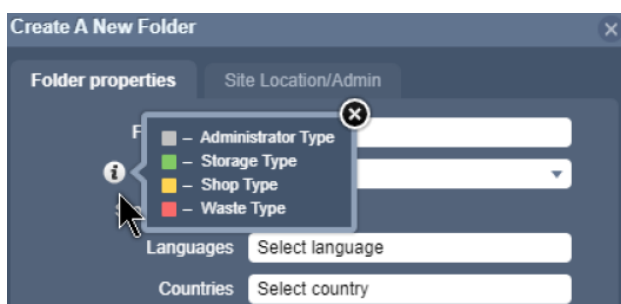 Create A New Folder
Folder properties
Site Location/Admin
– Administrator Type
– Storage Type
– Shop Type
– Waste Type
Languages
Select language
Countries
Select country